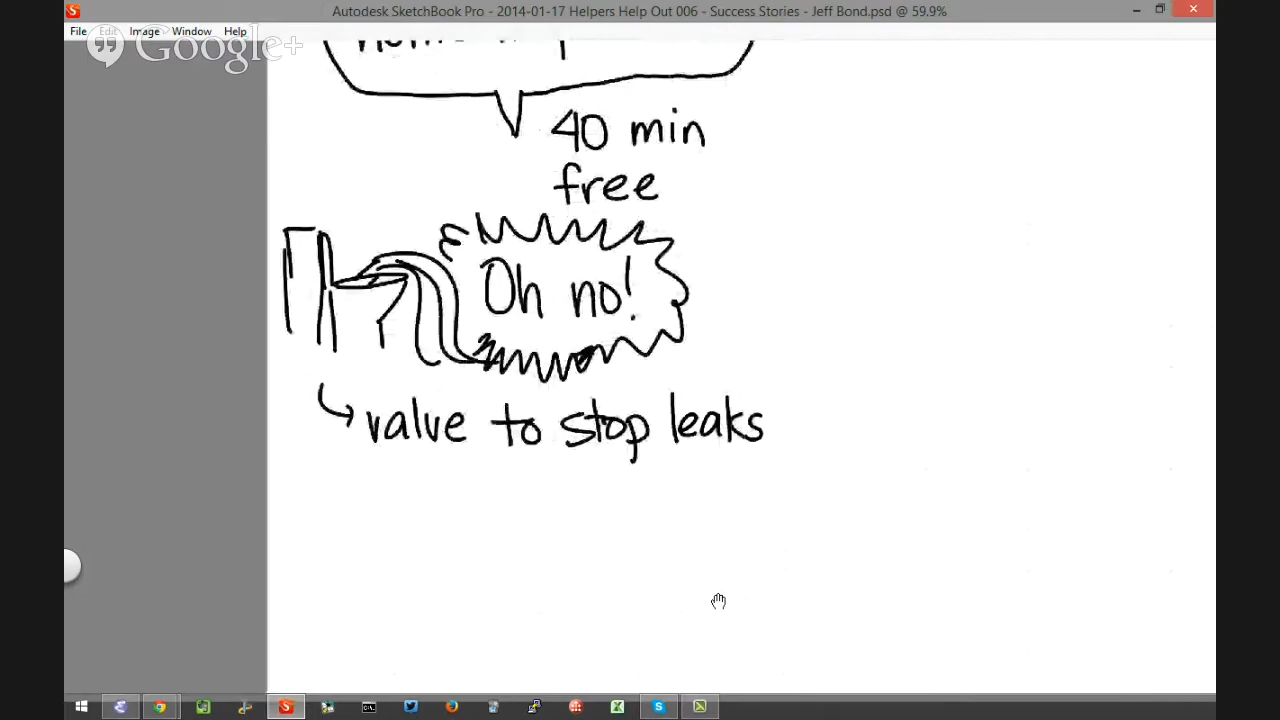 Autodesk SketchBook Pro - 2014-01-17 Helpers Help Out 006 - Success Stories - Jeff Bond.psd @ 59.9%
File Edit Image Window Help
Google+
40 min
free
Oh no!
valve to stop leaks